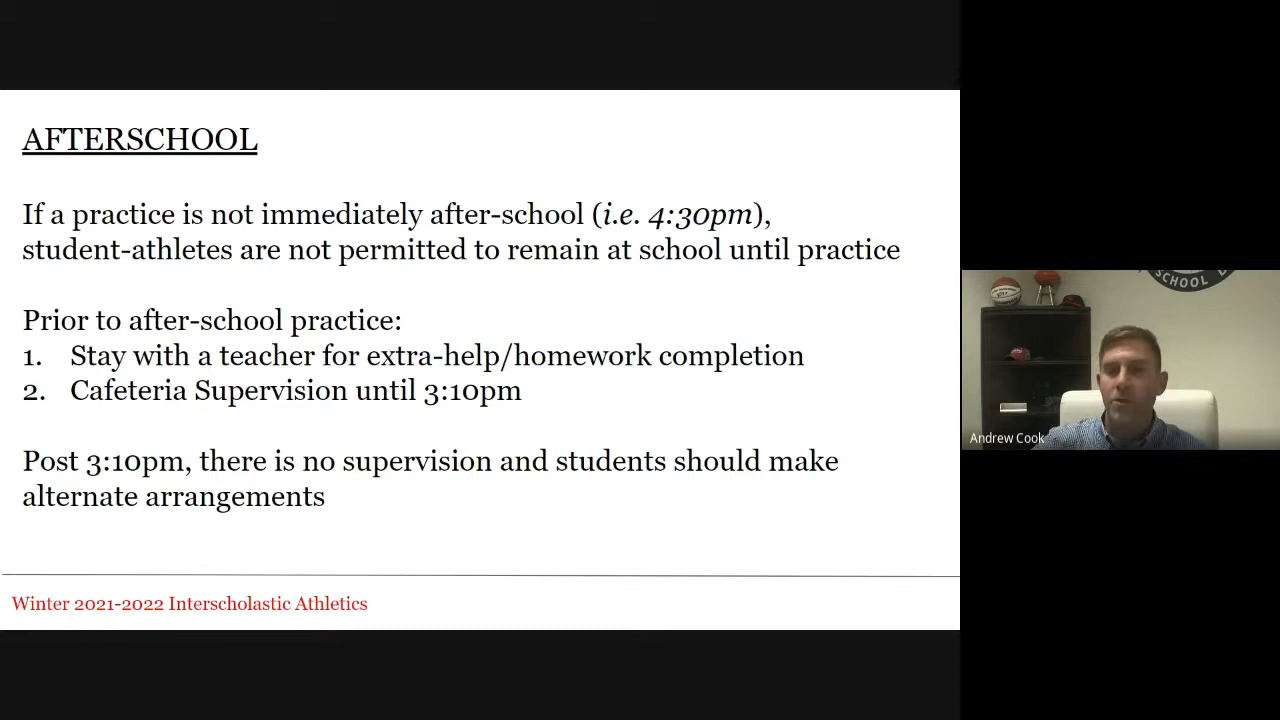 AFTERSCHOOL
If a practice is not immediately after-school (i.e. 4:30pm),
student-athletes are not permitted to remain at school until practice
Prior to after-school practice:
1. Stay with a teacher for extra-help/homework completion
2. Cafeteria Supervision until 3:10pm
Post 3:10pm, there is no supervision and students should make
alternate arrangements
Winter 2021-2022 Interscholastic Athletics
SCHOOL
Andrew Cook